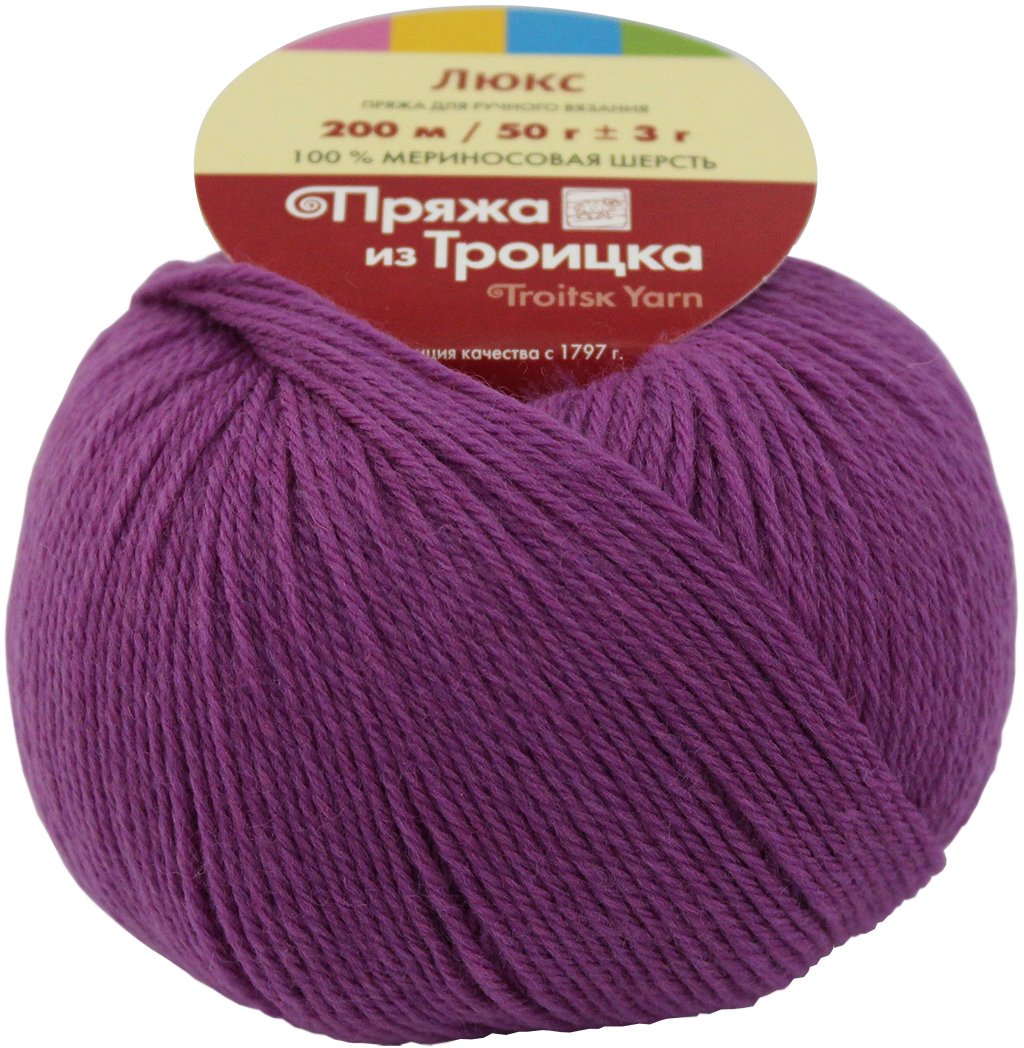 Люкс
ПРЯЖА ДЛЯ РУЧНОГО ВЯЗАНИЯ
200 м / 50 г ± 3 г
100 % МЕРИНОСОВАЯ ШЕРСТЬ
Пряжа
из Троицка
Troitsk Yarn
качества с 1797 г.